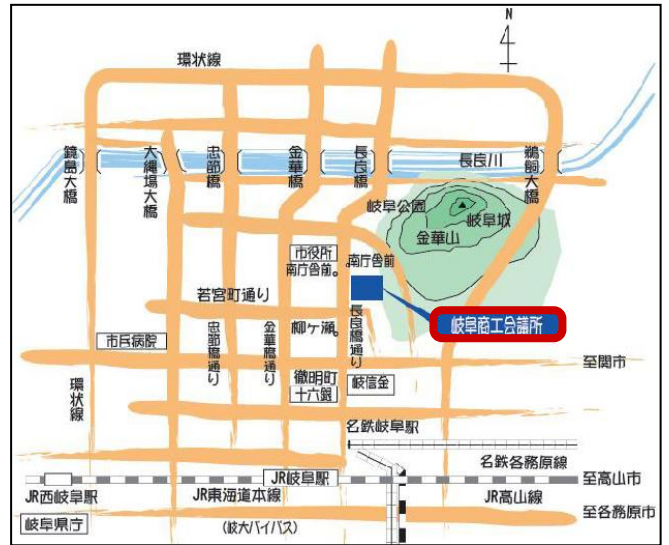 N
環状線
鏡島大橋
大縄場大橋
忠節橋
金華橋
長良橋
長良川
鵜飼大橋
岐阜公園
岐阜城
金華山
市役所
南庁舎前
南庁舎前
若宮町通り
岐阜商工会議所
柳ヶ瀬
長良橋通り
市民病院
忠節橋通り
金華橋通り
至関市
環状線
徹明町
十六銀
岐信金
名鉄岐阜駅
名鉄各務原線
JR岐阜駅
至高山市
JR西岐阜駅
JR東海道本線
JR高山線
至各務原市
岐阜県庁
(岐大バイパス)